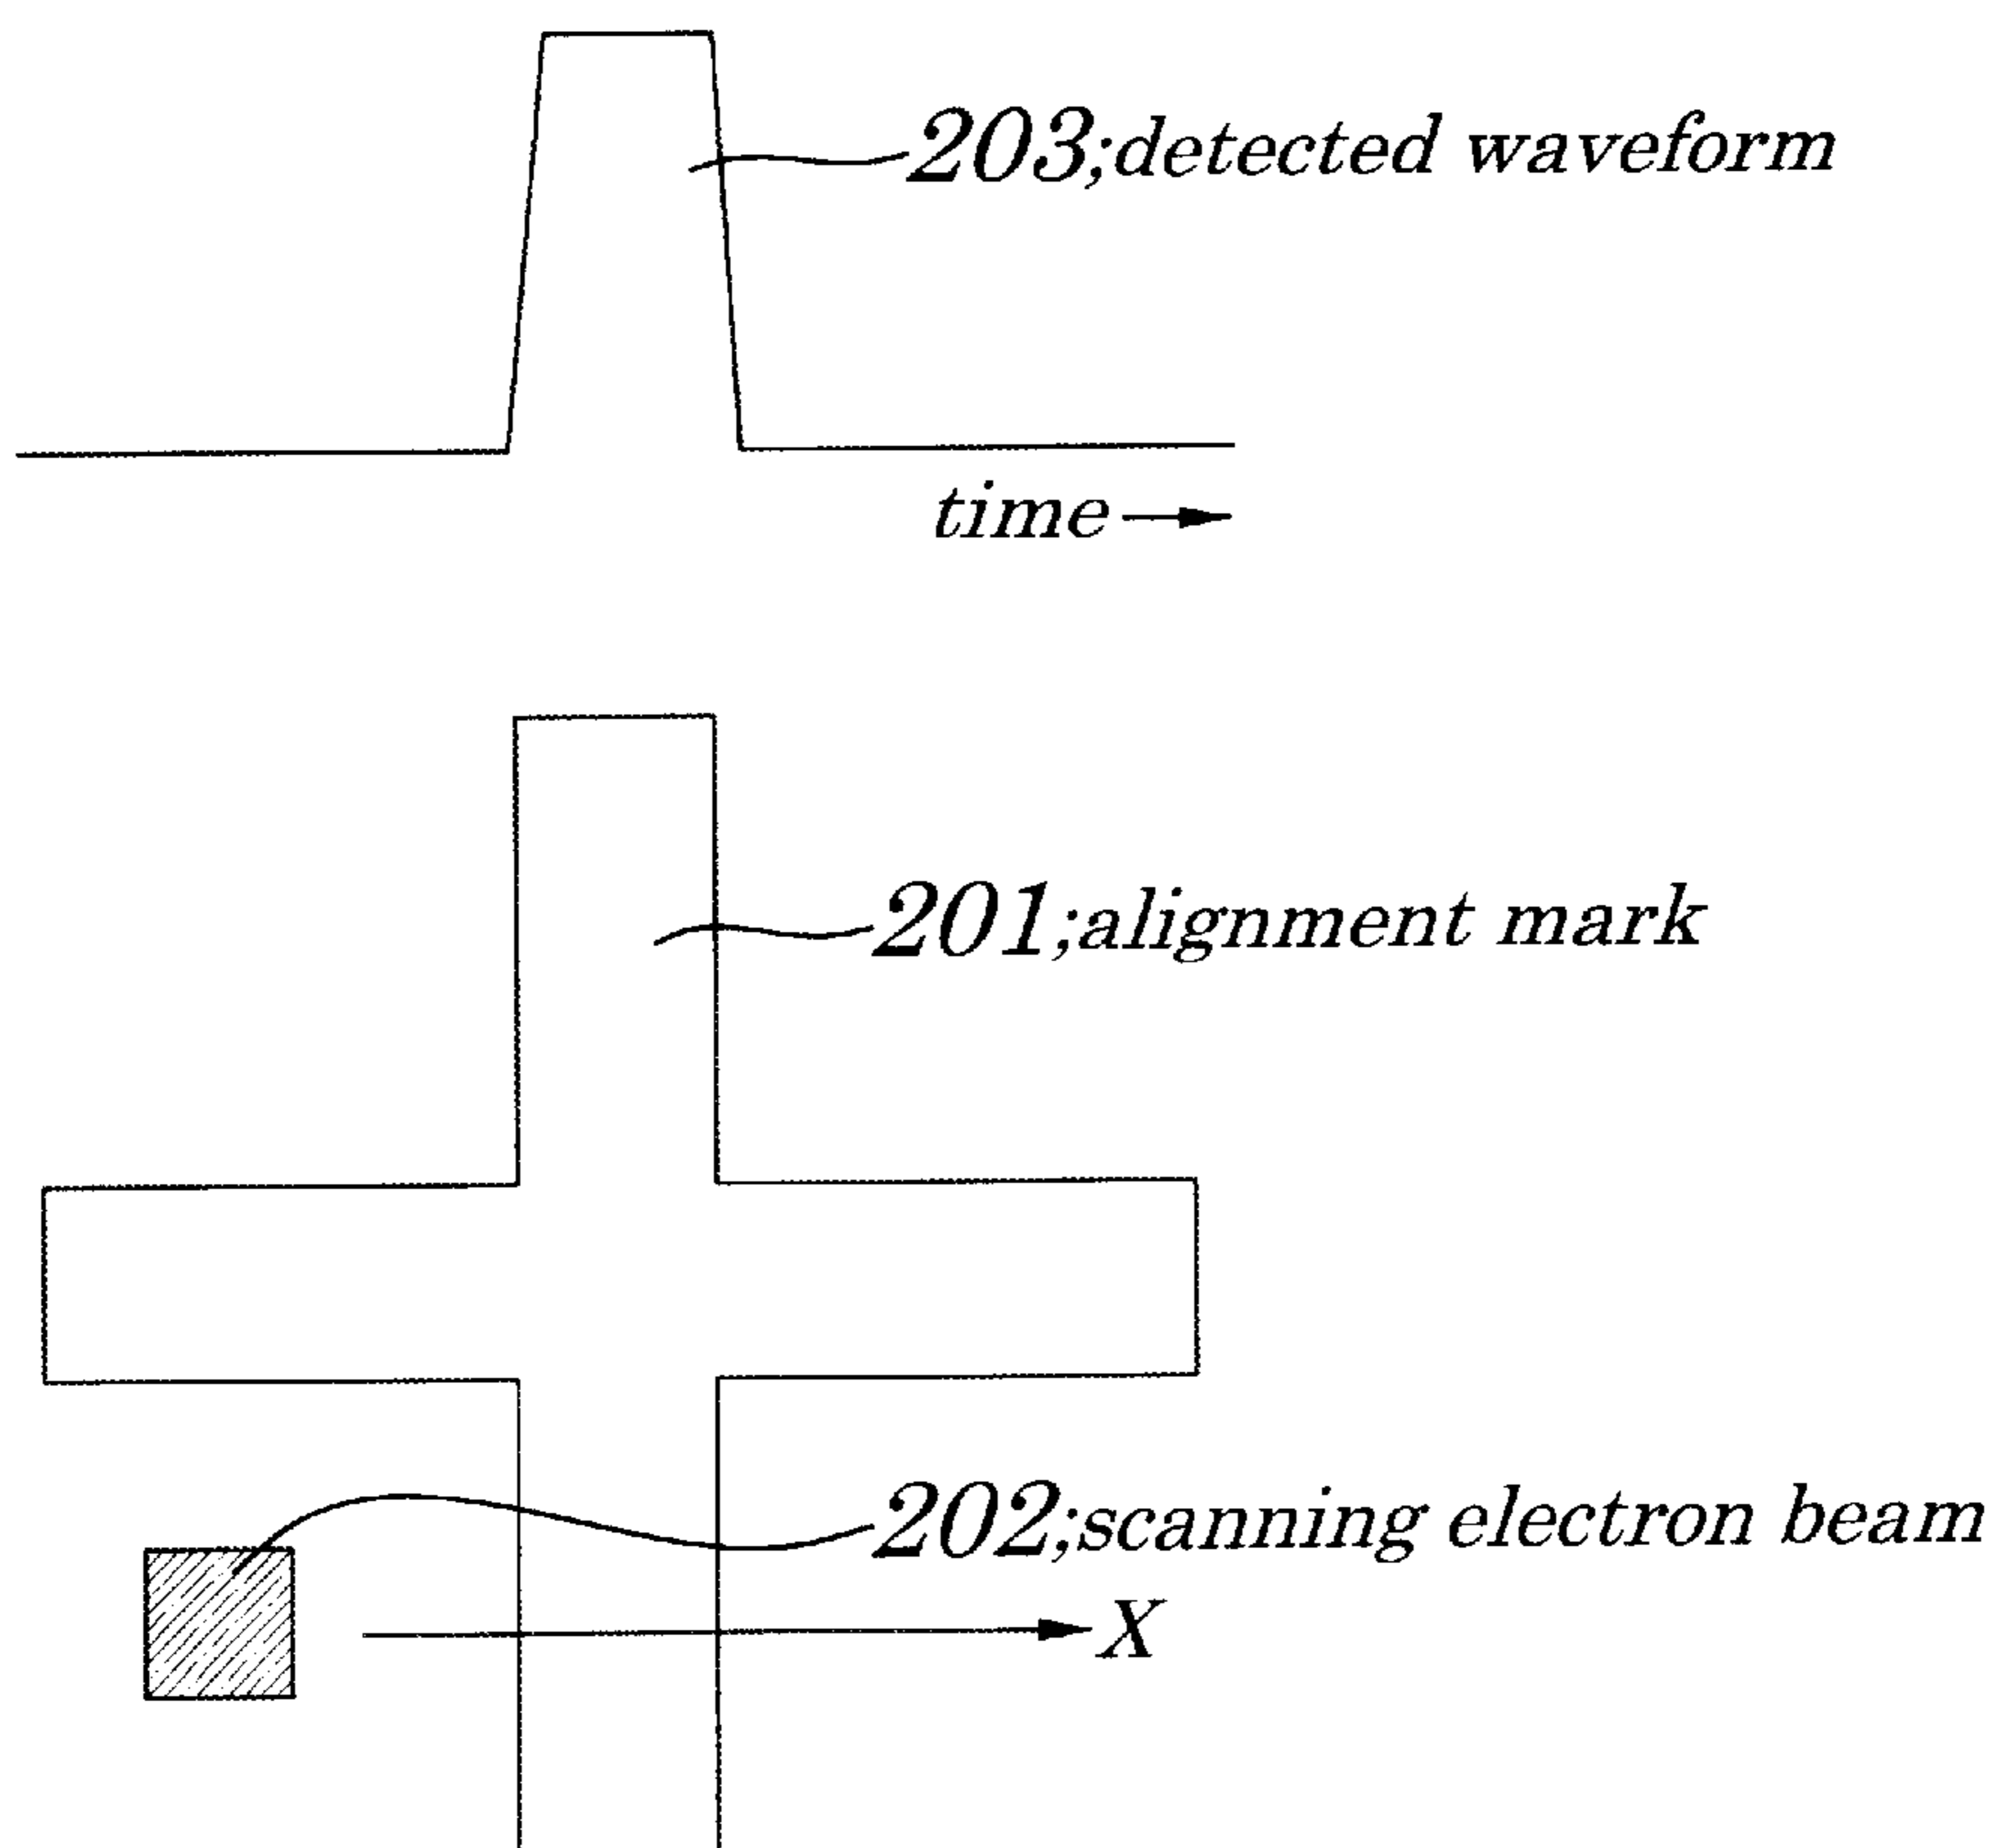 203;detected waveform
time
201;alignment mark
202;scanning electron beam
X